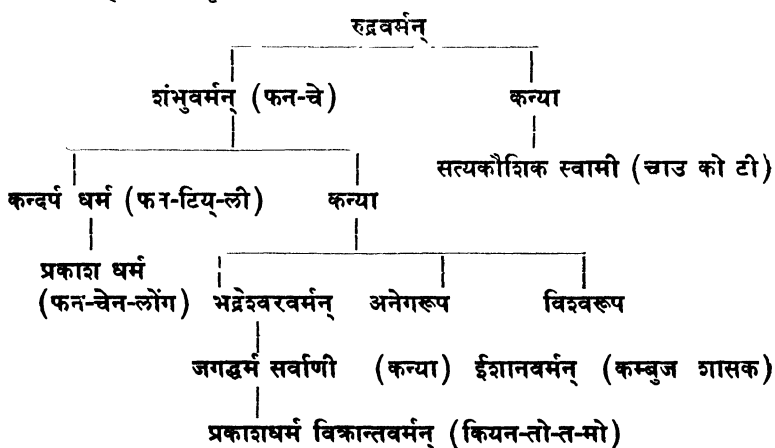 रुद्रवर्मन्
शंभुवर्मन् (फन-चे) कन्या
सत्यकौशिक स्वामी (चाउ को टी)
कन्दर्प धर्म (फन-टिय्-ली) कन्या
प्रकाश धर्म
(फन-चेन-लोंग) भद्रेश्वरवर्मन् अनेगरूप विश्वरूप
जगद्धर्म सर्वाणी (कन्या) ईशानवर्मन् (कम्बुज शासक)
प्रकाशधर्म विक्रान्तवर्मन् (कियन-तो-त-मो)